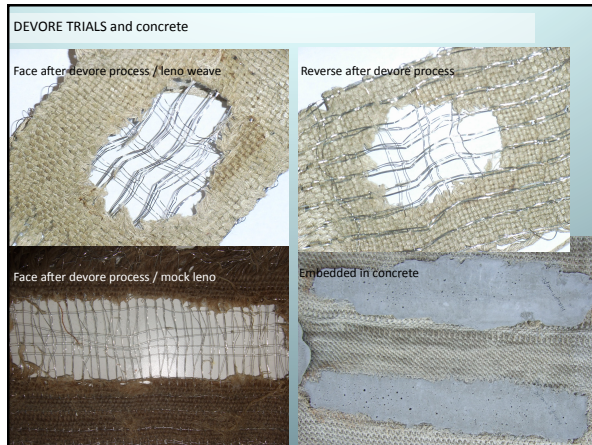 DEVORE TRIALS and concrete
Face after devore process / leno weave
Reverse after devore process
Face after devore process / mock leno
Embedded in concrete